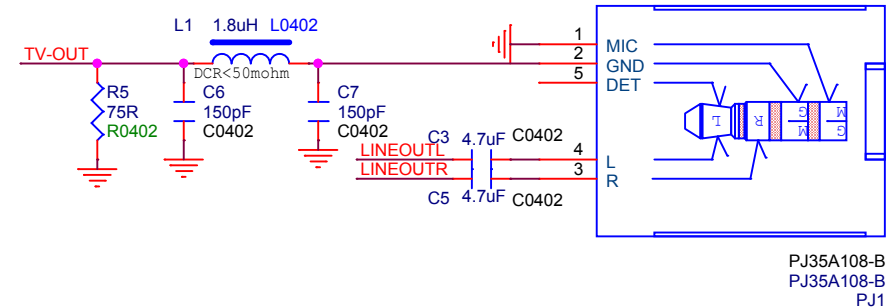 L1 1.8uH L0402
TV-OUT
DCR<50mohm
R5
75R
R0402
C6
150pF
C0402
C7
150pF
C0402
1
2
5
4
3
MIC
GND
DET
L
R
C3 4.7uF C0402
LINEOUTL
LINEOUTR
C5 4.7uF C0402
L R G M M G
PJ35A108-B
PJ35A108-B
PJ1